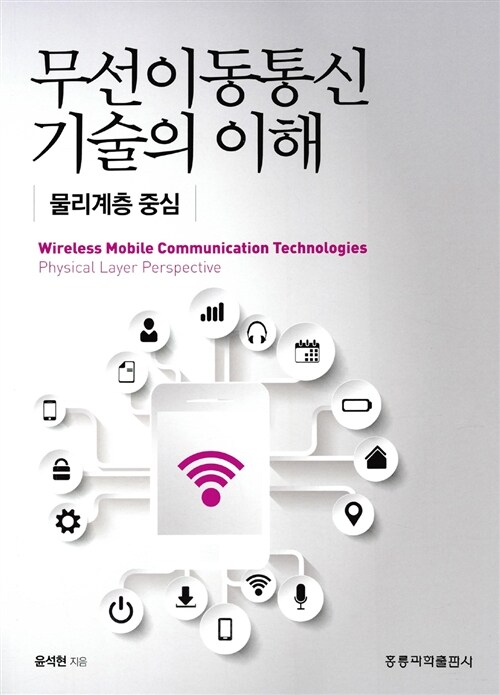 무선이동통신
기술의 이해
물리계층 중심
Wireless Mobile Communication Technologies
Physical Layer Perspective
윤석현 지음
홍릉과학출판사